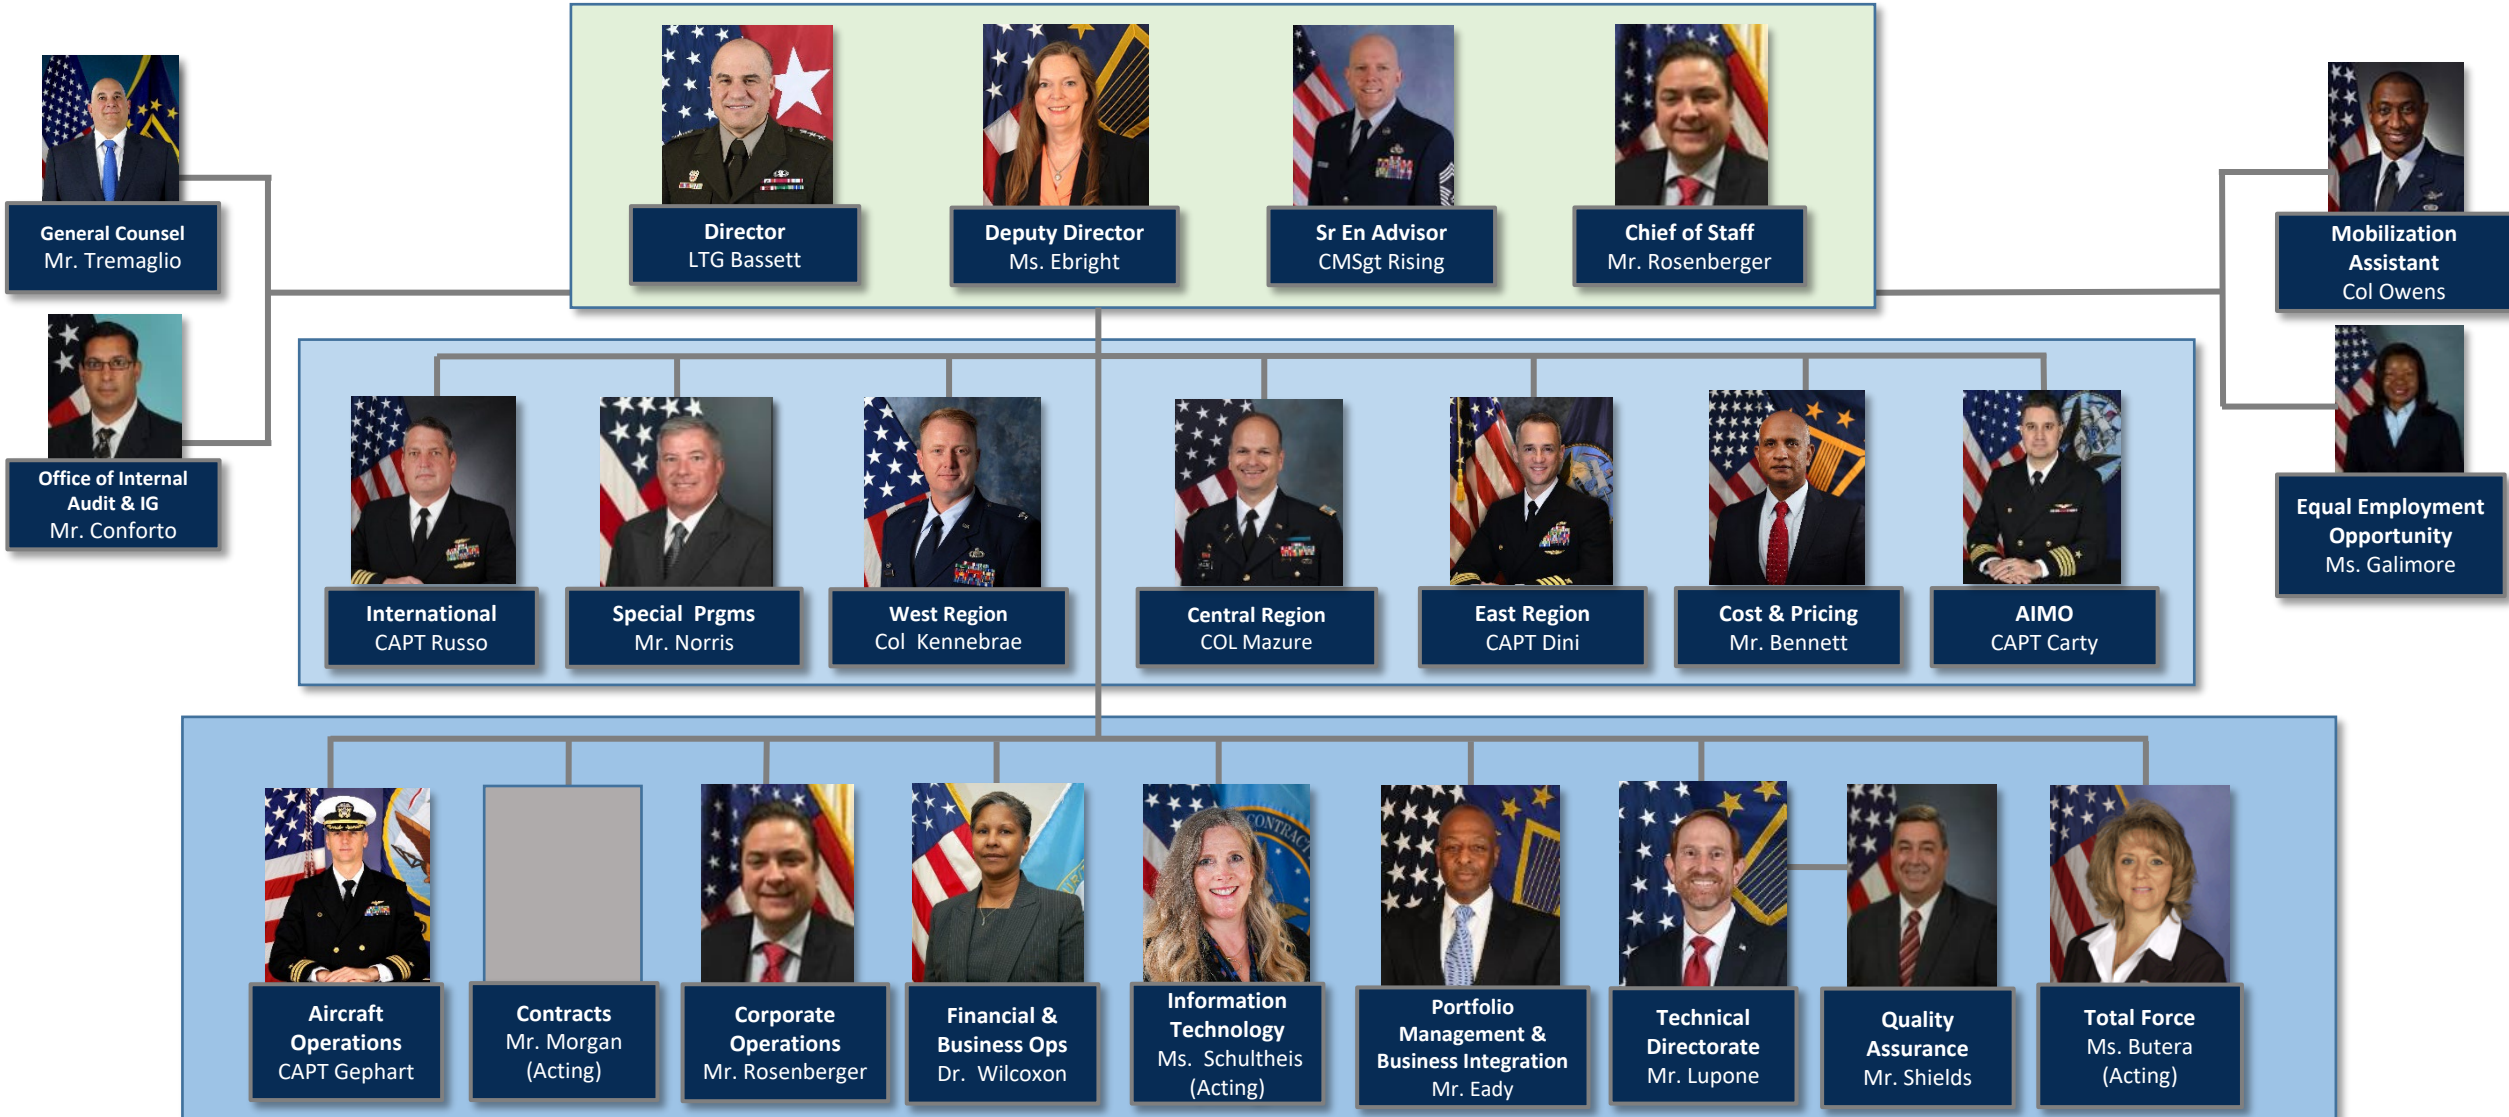 General Counsel
Mr. Tremaglio
Office of Internal
Audit & IG
Mr. Conforto
Director
LTG Bassett
Deputy Director
Ms. Ebright
Sr En Advisor
CMSgt Rising
Chief of Staff
Mr. Rosenberger
Mobilization
Assistant
Col Owens
Equal Employment
Opportunity
Ms. Galimore
International
CAPT Russo
Special Prgms
Mr. Norris
West Region
Col Kennebrae
Central Region
COL Mazure
East Region
CAPT Dini
Cost & Pricing
Mr. Bennett
AIMO
CAPT Carty
Aircraft
Operations
CAPT Gephart
Contracts
Mr. Morgan
(Acting)
Corporate
Operations
Mr. Rosenberger
Financial &
Business Ops
Dr. Wilcoxon
CONTRACT
Information
Technology
Ms. Schultheis
(Acting)
Portfolio
Management &
Business Integration
Mr. Eady
Technical
Directorate
Mr. Lupone
Quality
Assurance
Mr. Shields
Total Force
Ms. Butera
(Acting)